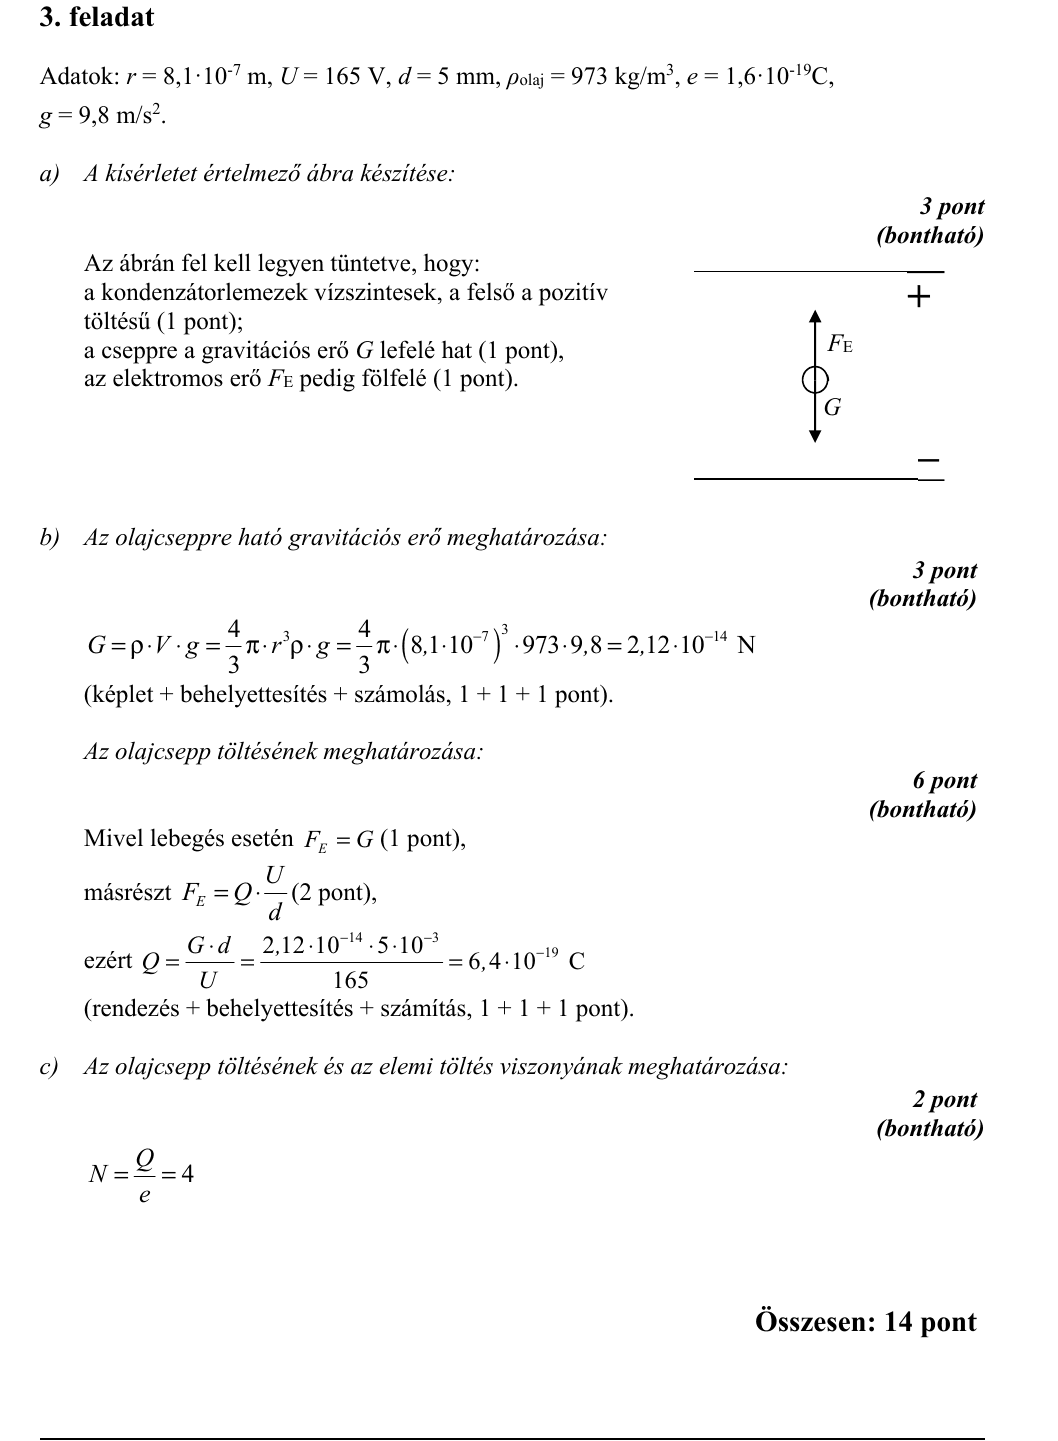 3. feladat
Adatok: r = 8,1·10⁻⁷ m, U = 165 V, d = 5 mm, ρolaj = 973 kg/m³, e = 1,6·10⁻¹⁹C,
g = 9,8 m/s².
a) A kísérletet értelmező ábra készítése:
3 pont
(bontható)
Az ábrán fel kell legyen tüntetve, hogy:
a kondenzátorlemezek vízszintesek, a felső a pozitív
töltésű (1 pont);
a cseppre a gravitációs erő G lefelé hat (1 pont),
az elektromos erő FE pedig fölfelé (1 pont).
+
FE
G
–
b) Az olajcseppre ható gravitációs erő meghatározása:
3 pont
(bontható)
G = ρ·V·g = 4/3 π·r³ρ·g = 4/3 π·(8,1·10⁻⁷)³·973·9,8 = 2,12·10⁻¹⁴ N
(képlet + behelyettesítés + számolás, 1 + 1 + 1 pont).
Az olajcsepp töltésének meghatározása:
6 pont
(bontható)
Mivel lebegés esetén FE = G (1 pont),
másrészt FE = Q·U/d (2 pont),
ezért Q = G·d/U = 2,12·10⁻¹⁴·5·10⁻³/165 = 6,4·10⁻¹⁹ C
(rendezés + behelyettesítés + számítás, 1 + 1 + 1 pont).
c) Az olajcsepp töltésének és az elemi töltés viszonyának meghatározása:
2 pont
(bontható)
N = Q/e = 4
Összesen: 14 pont